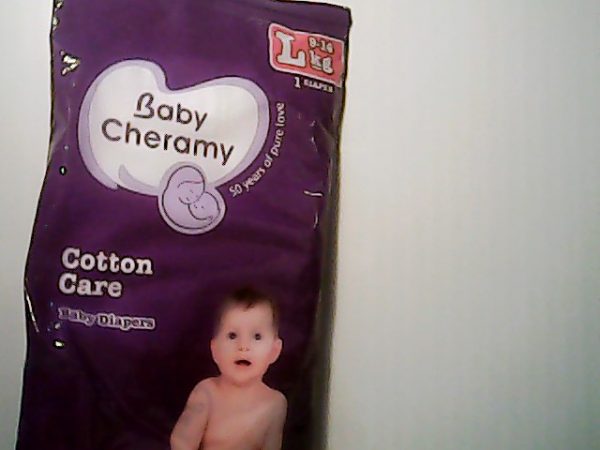 L 9-14 kg
1 DIAPER
Baby
Cheramy
50 years of pure love
Cotton
Care
Baby Diapers